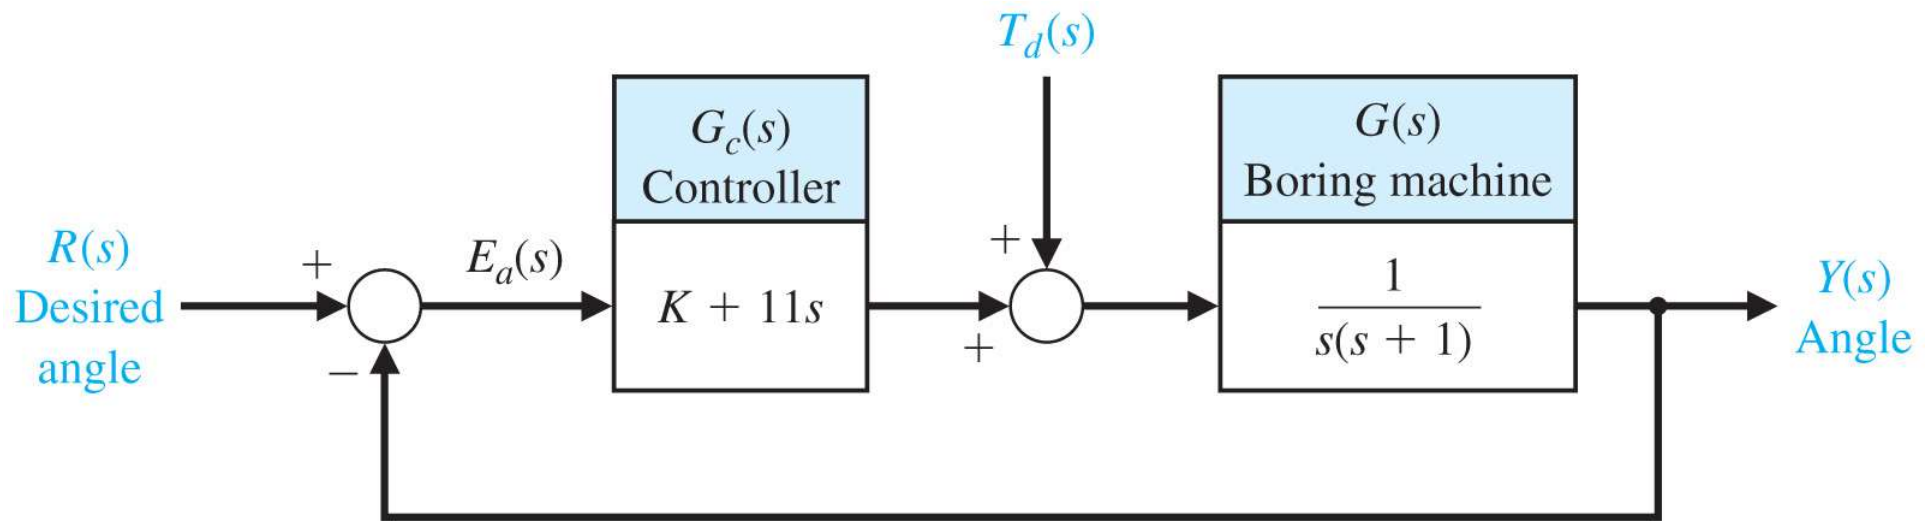 T_d(s)
G_c(s)
Controller
G(s)
Boring machine
R(s)
Desired
angle
+
−
E_a(s)
K + 11s
+
+
1
s(s + 1)
Y(s)
Angle